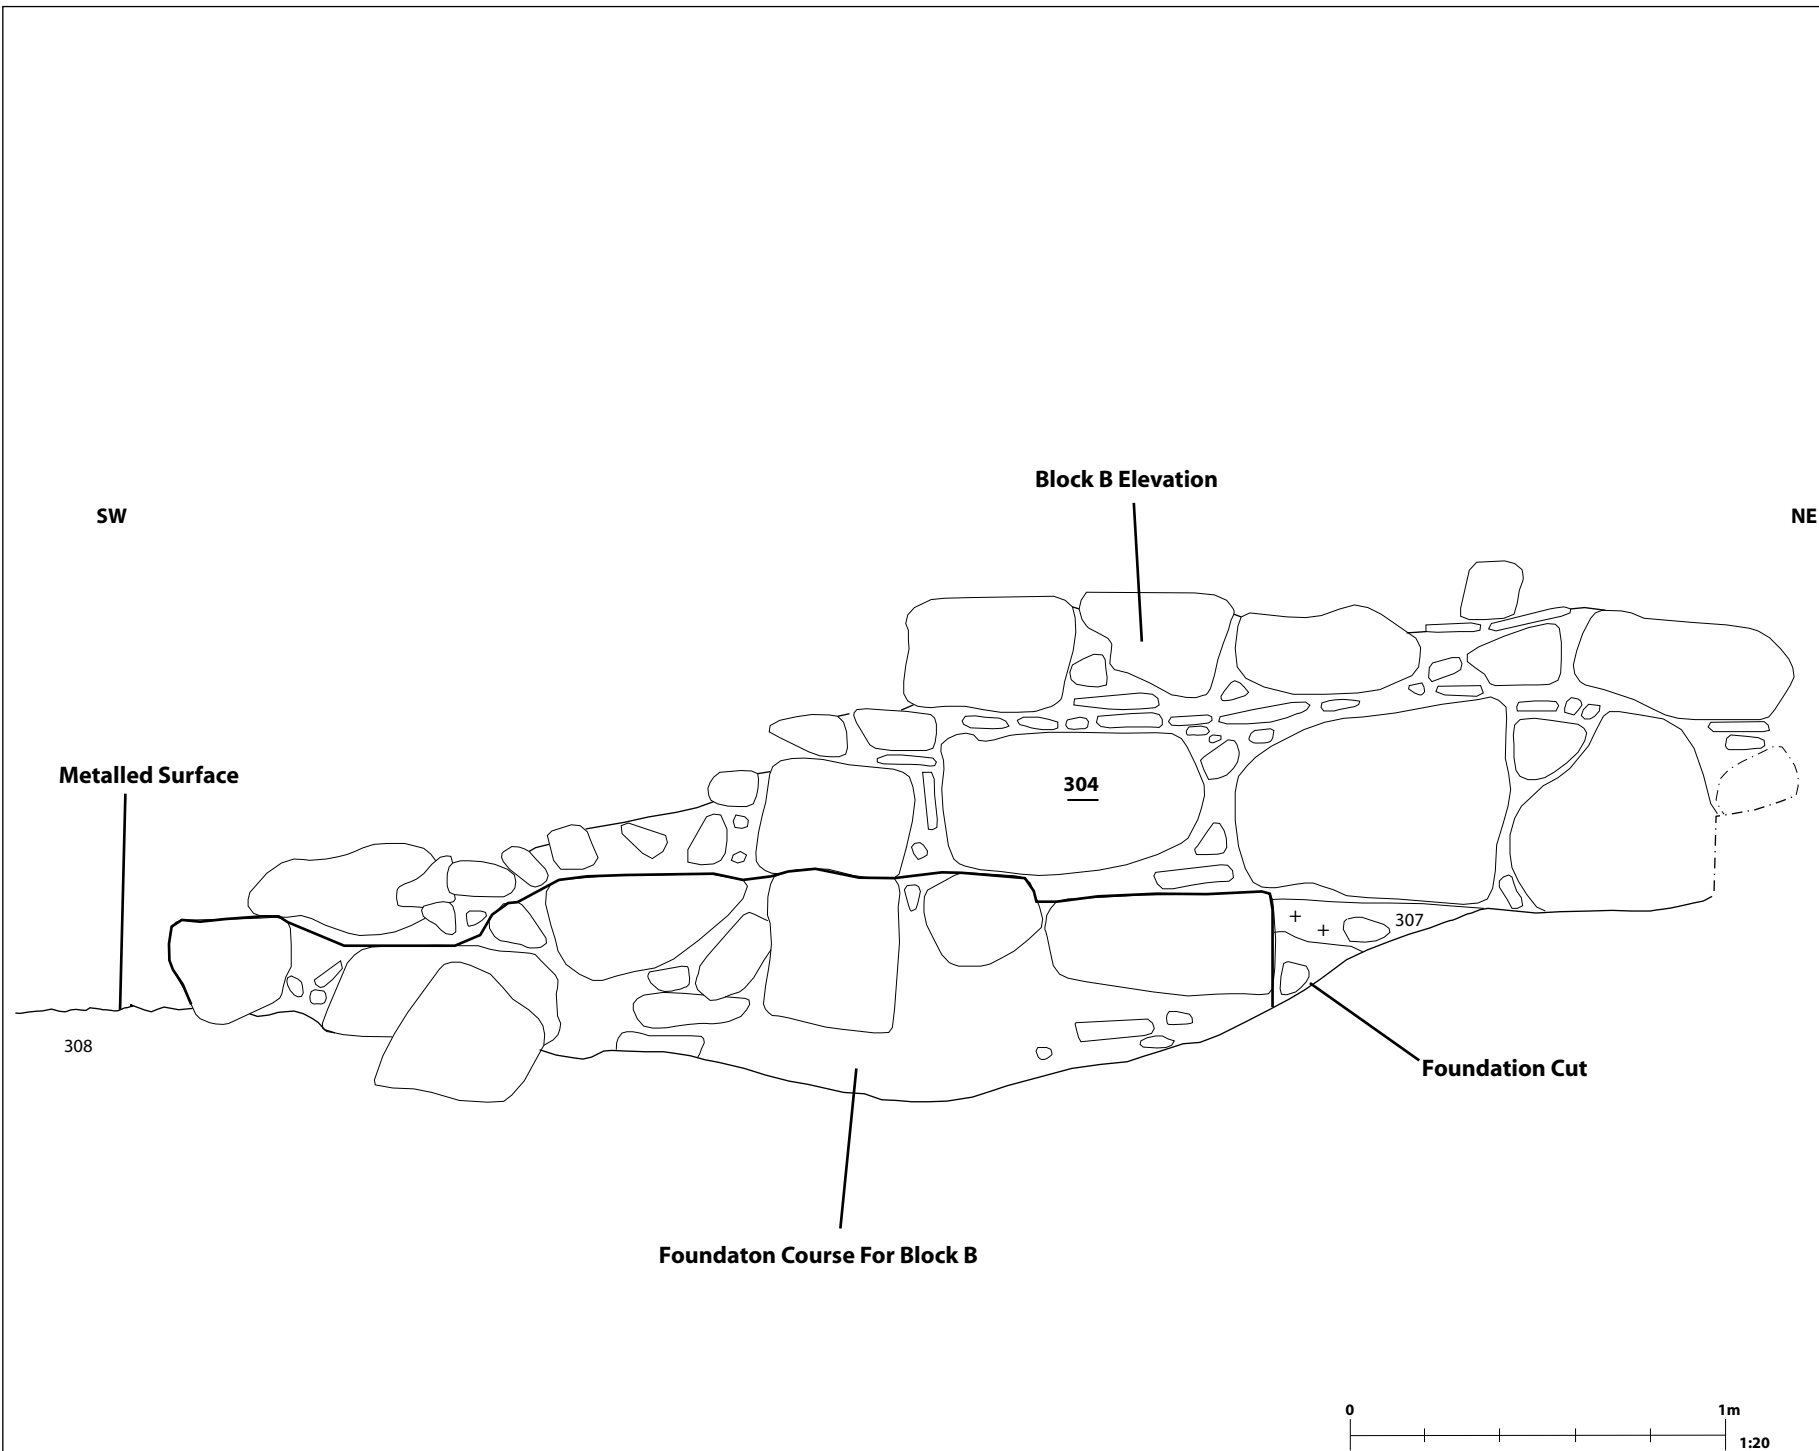 Block B Elevation
SW
NE
Metalled Surface
304
307
308
Foundation Cut
Foundaton Course For Block B
0
1m
1:20